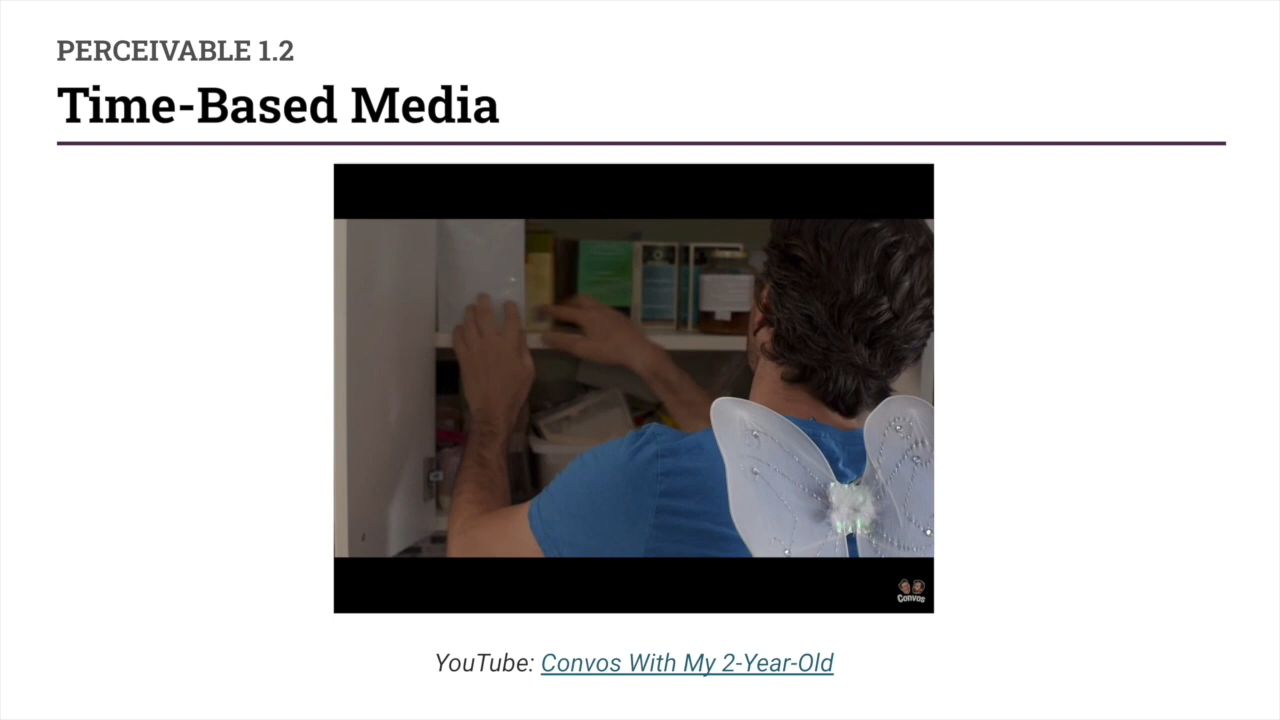 PERCEIVABLE 1.2
Time-Based Media
Convos
YouTube: Convos With My 2-Year-Old